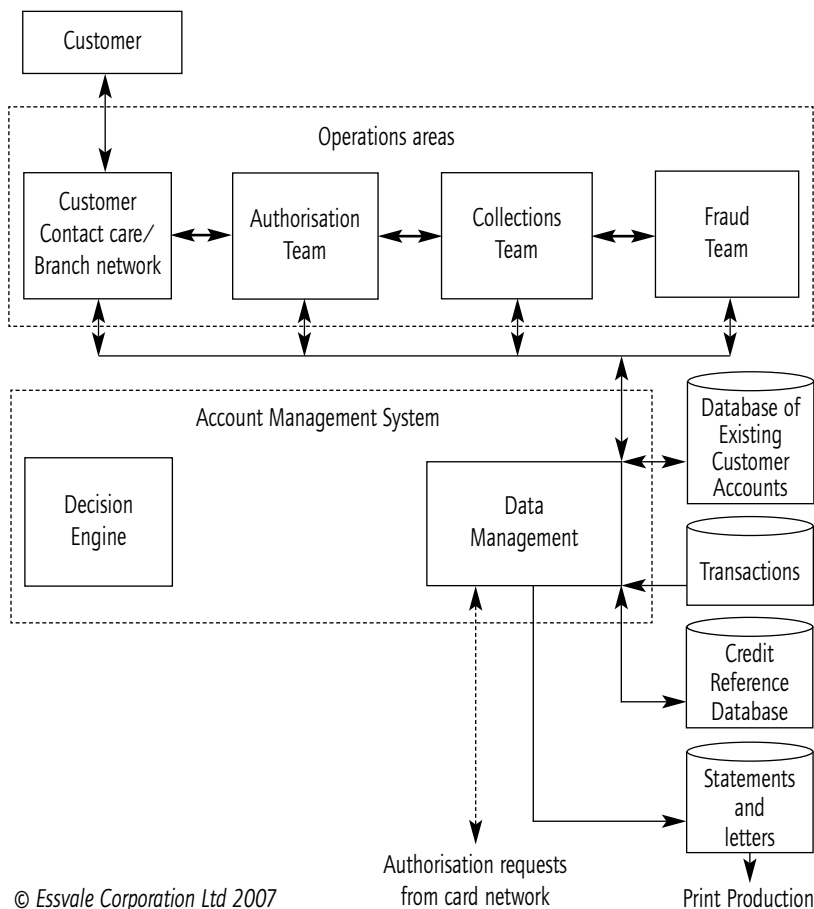 Customer
Operations areas
Customer
Contact care/
Branch network
Authorisation
Team
Collections
Team
Fraud
Team
Account Management System
Decision
Engine
Data
Management
Database of
Existing
Customer
Accounts
Transactions
Credit
Reference
Database
Statements
and
letters
Authorisation requests
from card network
Print Production
© Essvale Corporation Ltd 2007